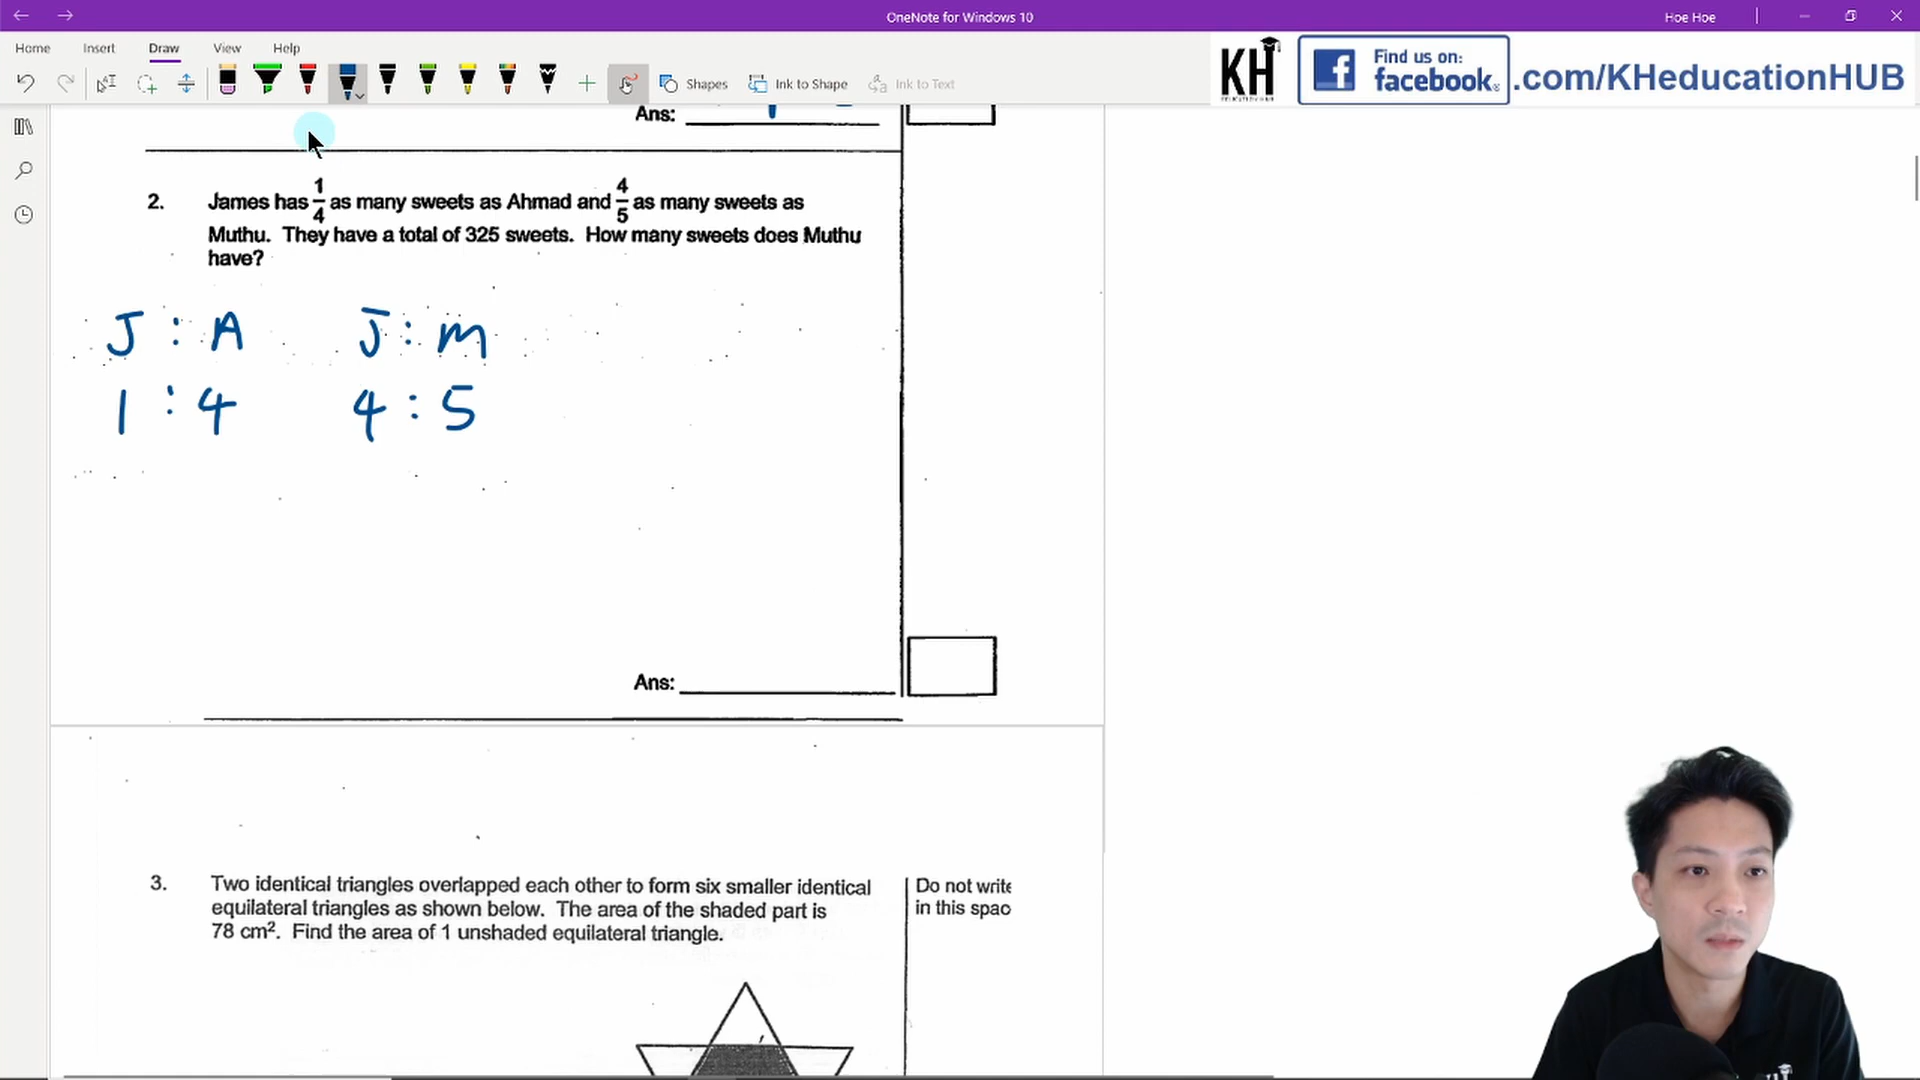 OneNote for Windows 10
Hoe Hoe
Home Insert Draw View Help
Shapes Ink to Shape Ink to Text
KH
Find us on:
facebook .com/KHeducationHUB
Ans:
2. James has 1/4 as many sweets as Ahmad and 4/5 as many sweets as
Muthu. They have a total of 325 sweets. How many sweets does Muthu
have?
J : A J : M
1 : 4 4 : 5
Ans:
3. Two identical triangles overlapped each other to form six smaller identical
equilateral triangles as shown below. The area of the shaded part is
78 cm². Find the area of 1 unshaded equilateral triangle.
Do not write
in this spac